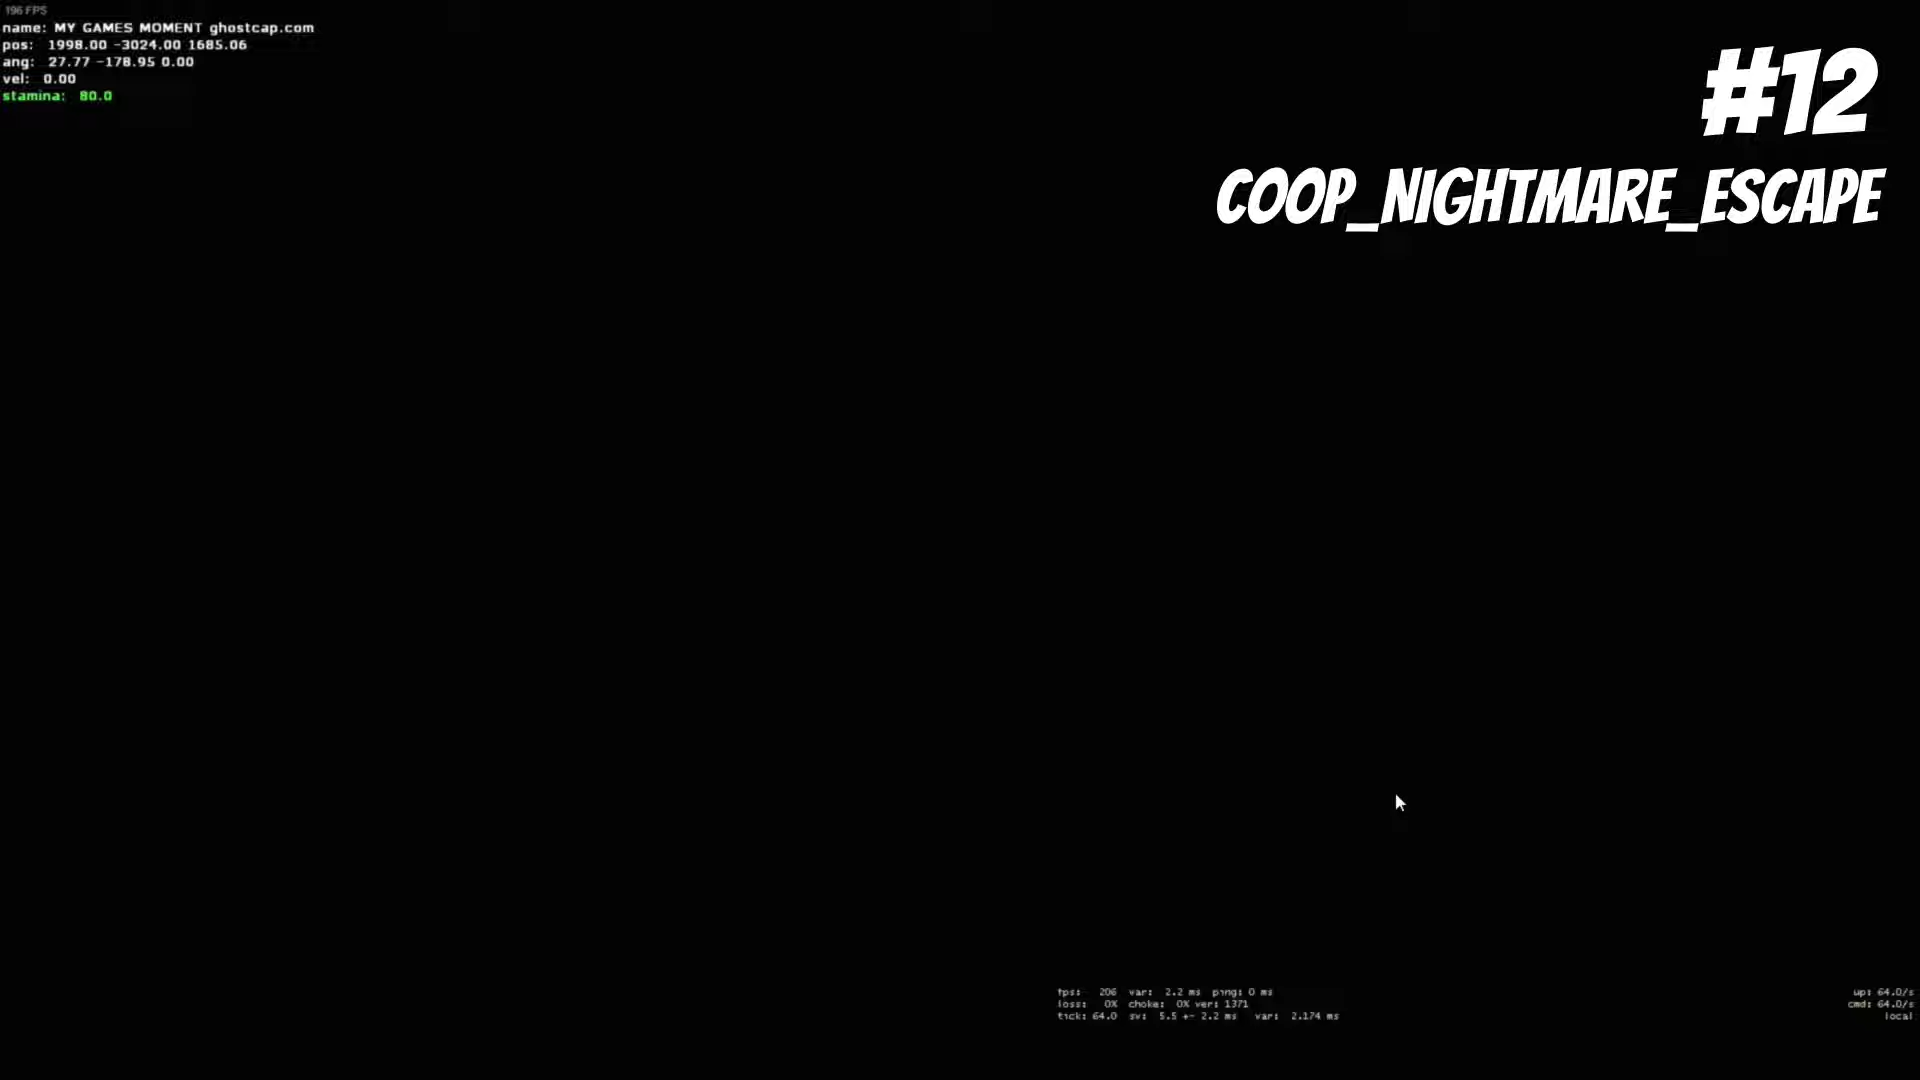 196 FPS
name: MY GAMES MOMENT ghostcap.com
pos: 1998.00 -3024.00 1685.06
ang: 27.77 -178.95 0.00
vel: 0.00
stamina: 80.0
#12
COOP_NIGHTMARE_ESCAPE
fps: 206 var: 2.2 ms ping: 0 ms
loss: 0% choke: 0% ver: 1371
tick: 64.0 sv: 5.5 +- 2.2 ms var: 2.174 ms
up: 64.0/s
cmd: 64.0/s
local